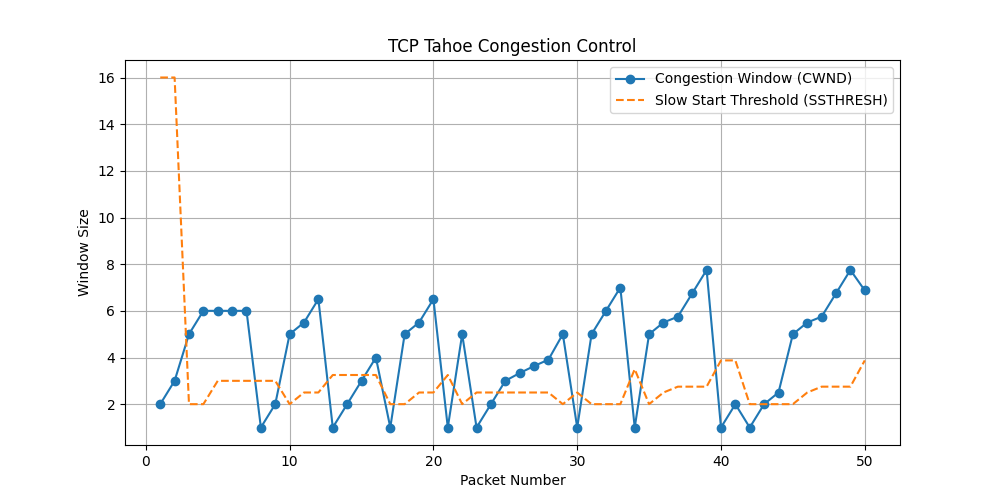 TCP Tahoe Congestion Control
Congestion Window (CWND)
Slow Start Threshold (SSTHRESH)
Window Size
16
14
12
10
8
6
4
2
0
10
20
30
40
50
Packet Number